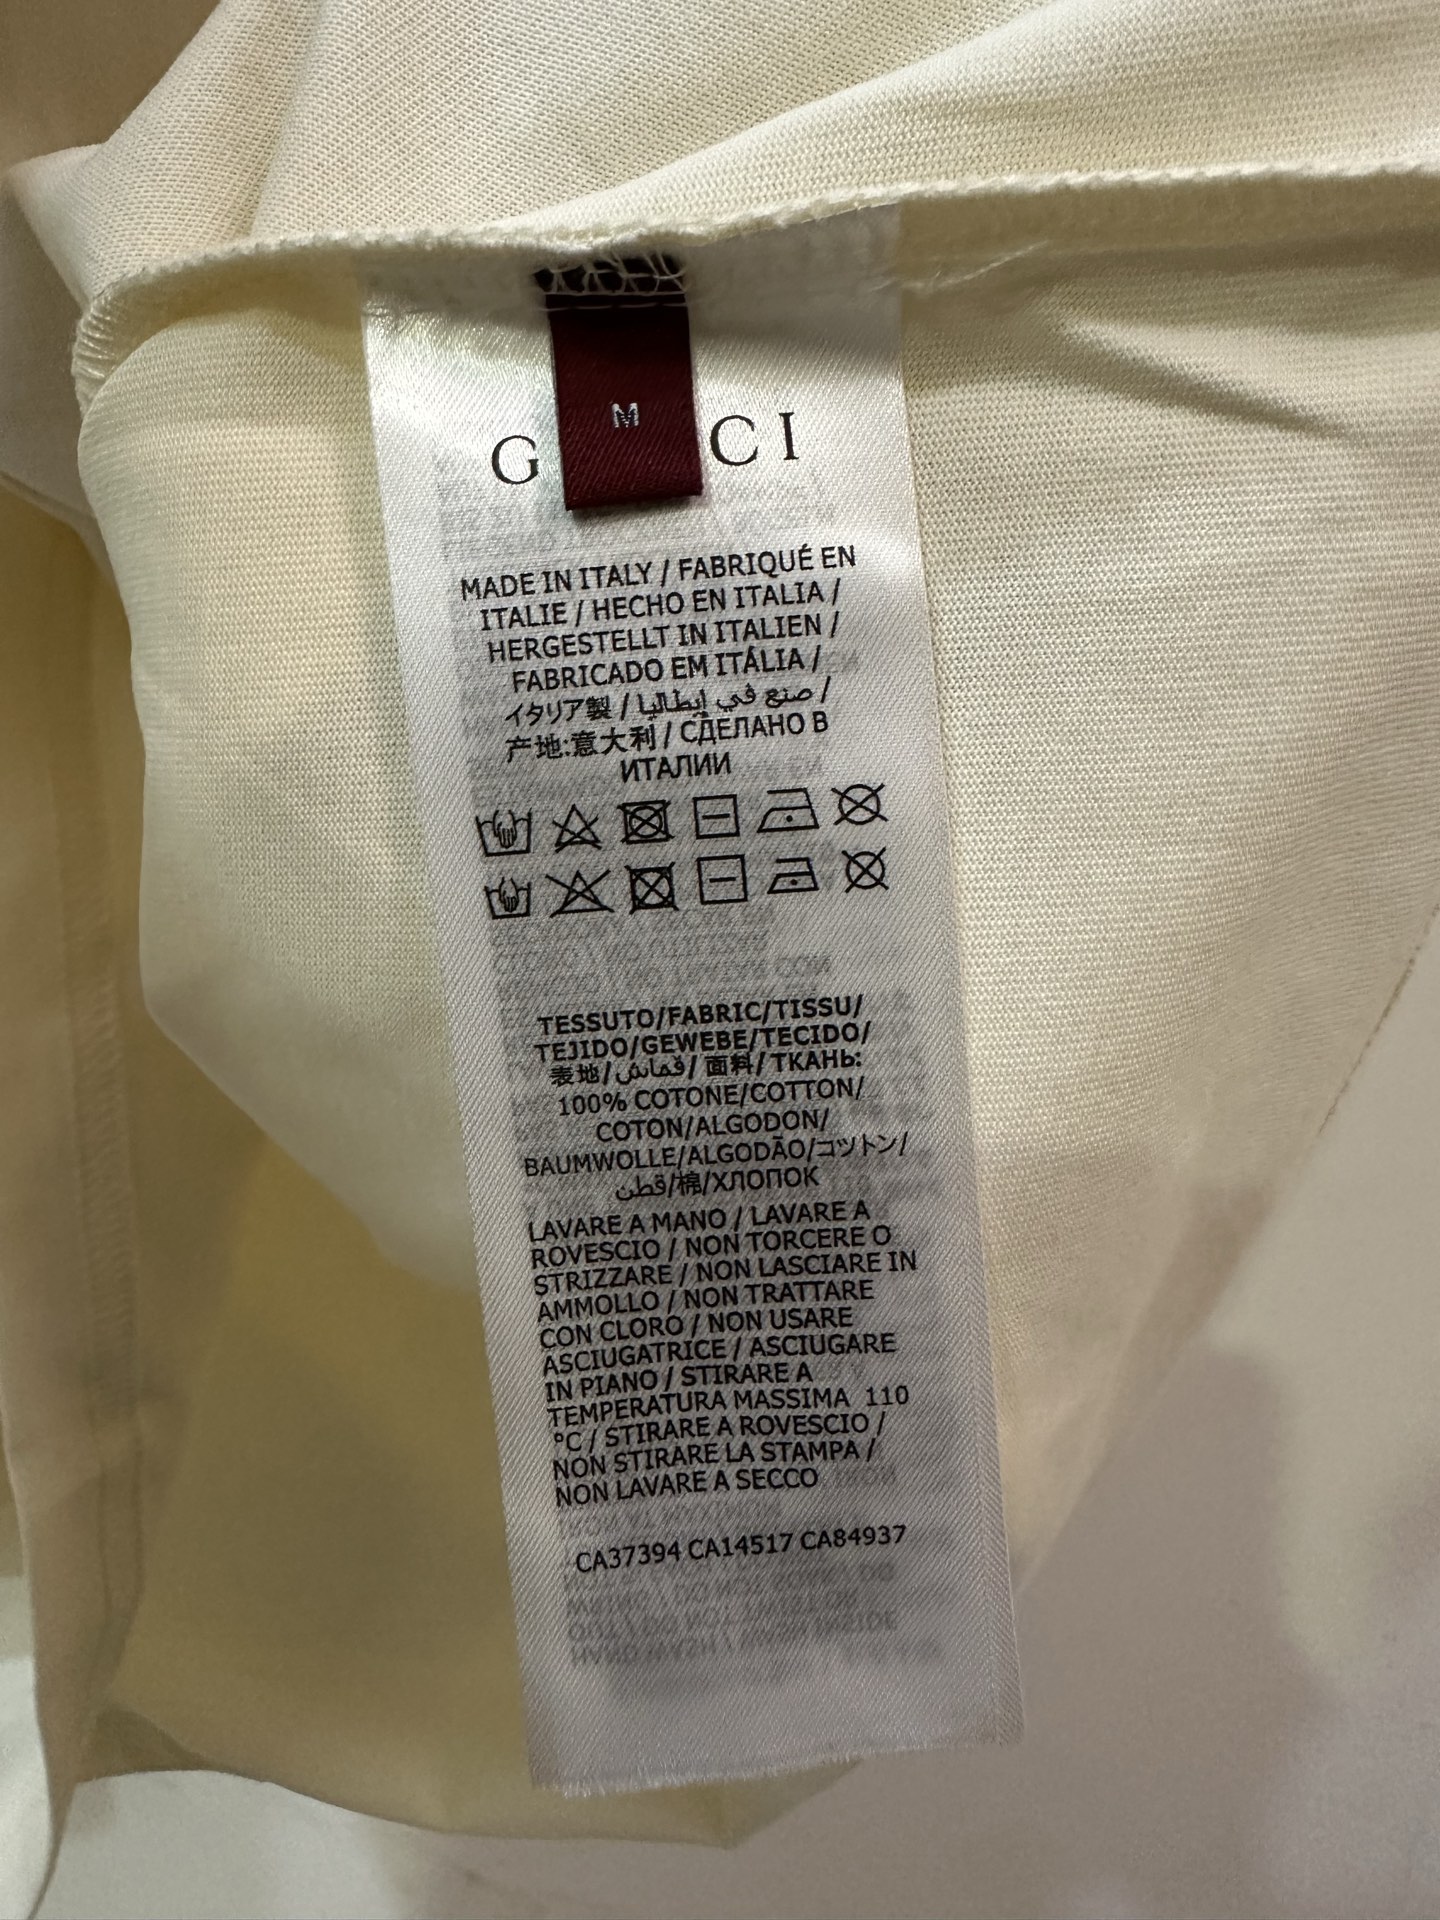 M
G CCI
MADE IN ITALY / FABRIQUÉ EN
ITALIE / HECHO EN ITALIA /
HERGESTELLT IN ITALIEN /
FABRICADO EM ITÁLIA /
イタリア製 / صنع في إيطاليا /
产地:意大利 / СДЕЛАНО В
ИТАЛИИ
TESSUTO/FABRIC/TISSU/
TEJIDO/GEWEBE/TECIDO/
表地/قماش/ 面料/ТКАНЬ:
100% COTONE/COTTON/
COTON/ALGODON/
BAUMWOLLE/ALGODÃO/コットン/
قطن/棉/ХЛОПОК
LAVARE A MANO / LAVARE A
ROVESCIO / NON TORCERE O
STRIZZARE / NON LASCIARE IN
AMMOLLO / NON TRATTARE
CON CLORO / NON USARE
ASCIUGATRICE / ASCIUGARE
IN PIANO / STIRARE A
TEMPERATURA MASSIMA 110
°C / STIRARE A ROVESCIO /
NON STIRARE LA STAMPA /
NON LAVARE A SECCO
CA37394 CA14517 CA84937